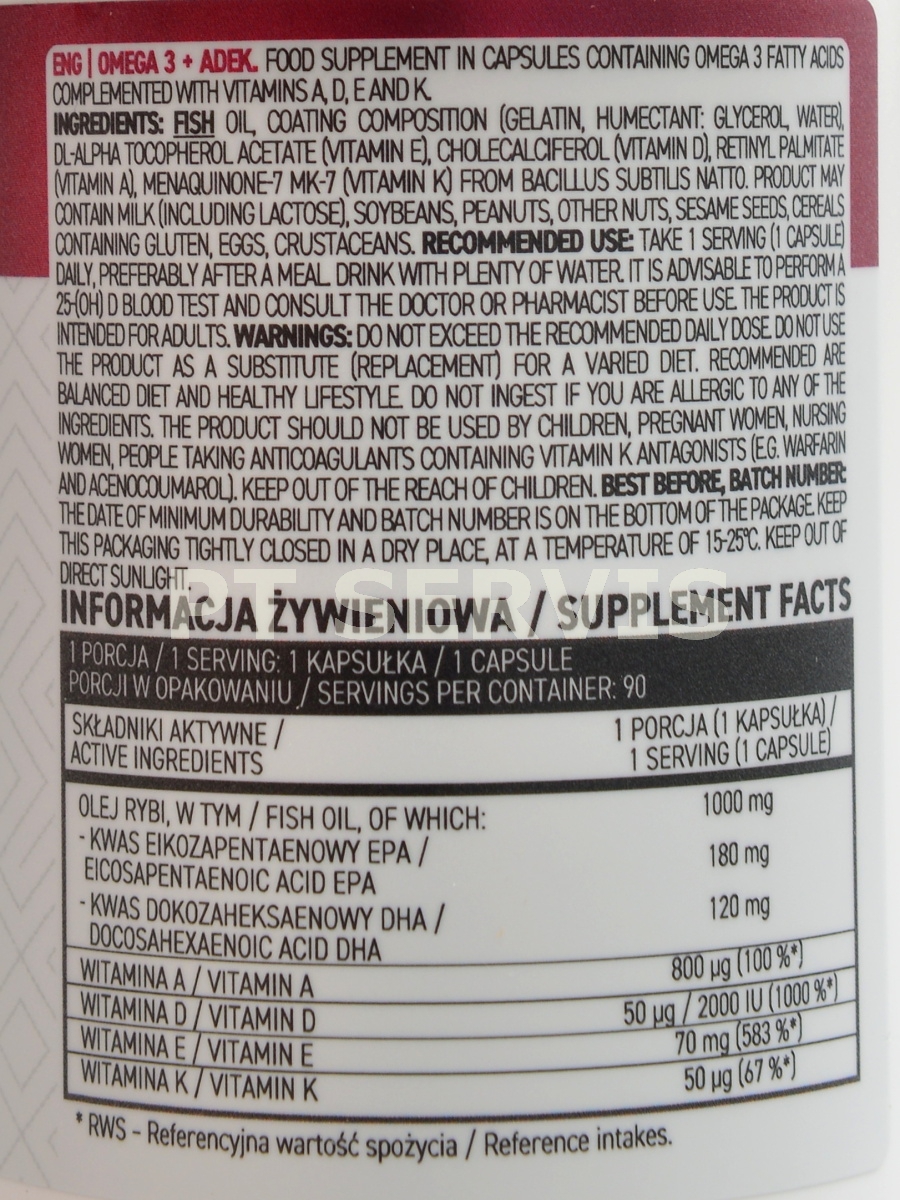 ENG | OMEGA 3 + ADEK. FOOD SUPPLEMENT IN CAPSULES CONTAINING OMEGA 3 FATTY ACIDS
COMPLEMENTED WITH VITAMINS A, D, E AND K.
INGREDIENTS: FISH OIL, COATING COMPOSITION (GELATIN, HUMECTANT: GLYCEROL, WATER),
DL-ALPHA TOCOPHEROL ACETATE (VITAMIN E), CHOLECALCIFEROL (VITAMIN D), RETINYL PALMITATE
(VITAMIN A), MENAQUINONE-7 MK-7 (VITAMIN K) FROM BACILLUS SUBTILIS NATTO. PRODUCT MAY
CONTAIN MILK (INCLUDING LACTOSE), SOYBEANS, PEANUTS, OTHER NUTS, SESAME SEEDS, CEREALS
CONTAINING GLUTEN, EGGS, CRUSTACEANS. RECOMMENDED USE: TAKE 1 SERVING (1 CAPSULE)
DAILY, PREFERABLY AFTER A MEAL. DRINK WITH PLENTY OF WATER. IT IS ADVISABLE TO PERFORM A
25-(OH) D BLOOD TEST AND CONSULT THE DOCTOR OR PHARMACIST BEFORE USE. THE PRODUCT IS
INTENDED FOR ADULTS. WARNINGS: DO NOT EXCEED THE RECOMMENDED DAILY DOSE. DO NOT USE
THE PRODUCT AS A SUBSTITUTE (REPLACEMENT) FOR A VARIED DIET. RECOMMENDED ARE
BALANCED DIET AND HEALTHY LIFESTYLE. DO NOT INGEST IF YOU ARE ALLERGIC TO ANY OF THE
INGREDIENTS. THE PRODUCT SHOULD NOT BE USED BY CHILDREN, PREGNANT WOMEN, NURSING
WOMEN, PEOPLE TAKING ANTICOAGULANTS CONTAINING VITAMIN K ANTAGONISTS (E.G. WARFARIN
AND ACENOCOUMAROL). KEEP OUT OF THE REACH OF CHILDREN. BEST BEFORE, BATCH NUMBER:
THE DATE OF MINIMUM DURABILITY AND BATCH NUMBER IS ON THE BOTTOM OF THE PACKAGE. KEEP
THIS PACKAGING TIGHTLY CLOSED IN A DRY PLACE, AT A TEMPERATURE OF 15-25°C. KEEP OUT OF
DIRECT SUNLIGHT.
PT SERVIS
INFORMACJA ŻYWIENIOWA / SUPPLEMENT FACTS
1 PORCJA / 1 SERVING: 1 KAPSUŁKA / 1 CAPSULE
PORCJI W OPAKOWANIU / SERVINGS PER CONTAINER: 90
SKŁADNIKI AKTYWNE / 1 PORCJA (1 KAPSUŁKA) /
ACTIVE INGREDIENTS 1 SERVING (1 CAPSULE)
OLEJ RYBI, W TYM / FISH OIL, OF WHICH: 1000 mg
- KWAS EIKOZAPENTAENOWY EPA / 180 mg
EICOSAPENTAENOIC ACID EPA
- KWAS DOKOZAHEKSAENOWY DHA / 120 mg
DOCOSAHEXAENOIC ACID DHA
WITAMINA A / VITAMIN A 800 µg (100 %*)
WITAMINA D / VITAMIN D 50 µg / 2000 IU (1000 %*)
WITAMINA E / VITAMIN E 70 mg (583 %*)
WITAMINA K / VITAMIN K 50 µg (67 %*)
* RWS - Referencyjna wartość spożycia / Reference intakes.